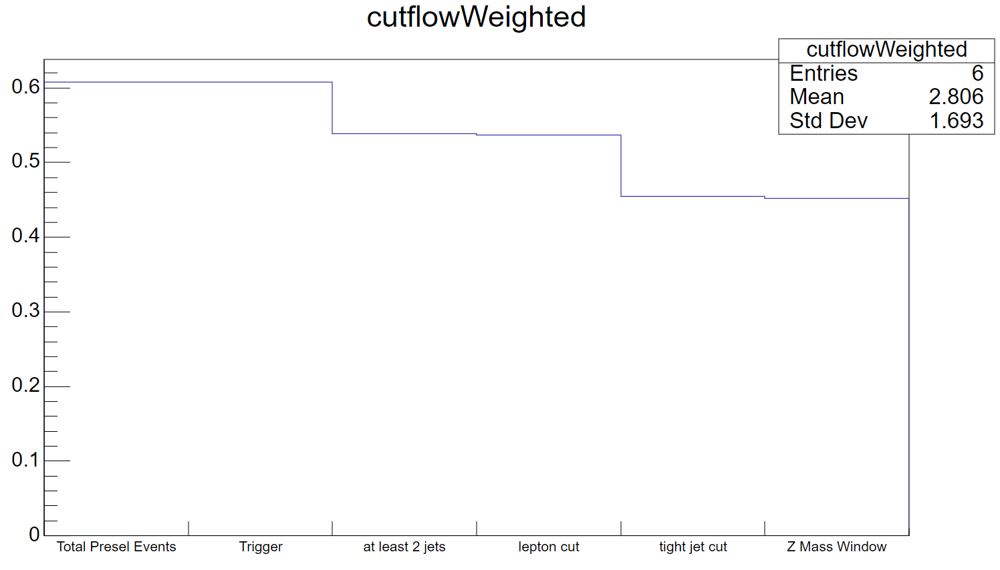 cutflowWeighted
cutflowWeighted
Entries 6
Mean 2.806
Std Dev 1.693
0.6
0.5
0.4
0.3
0.2
0.1
0
Total Presel Events Trigger at least 2 jets lepton cut tight jet cut Z Mass Window